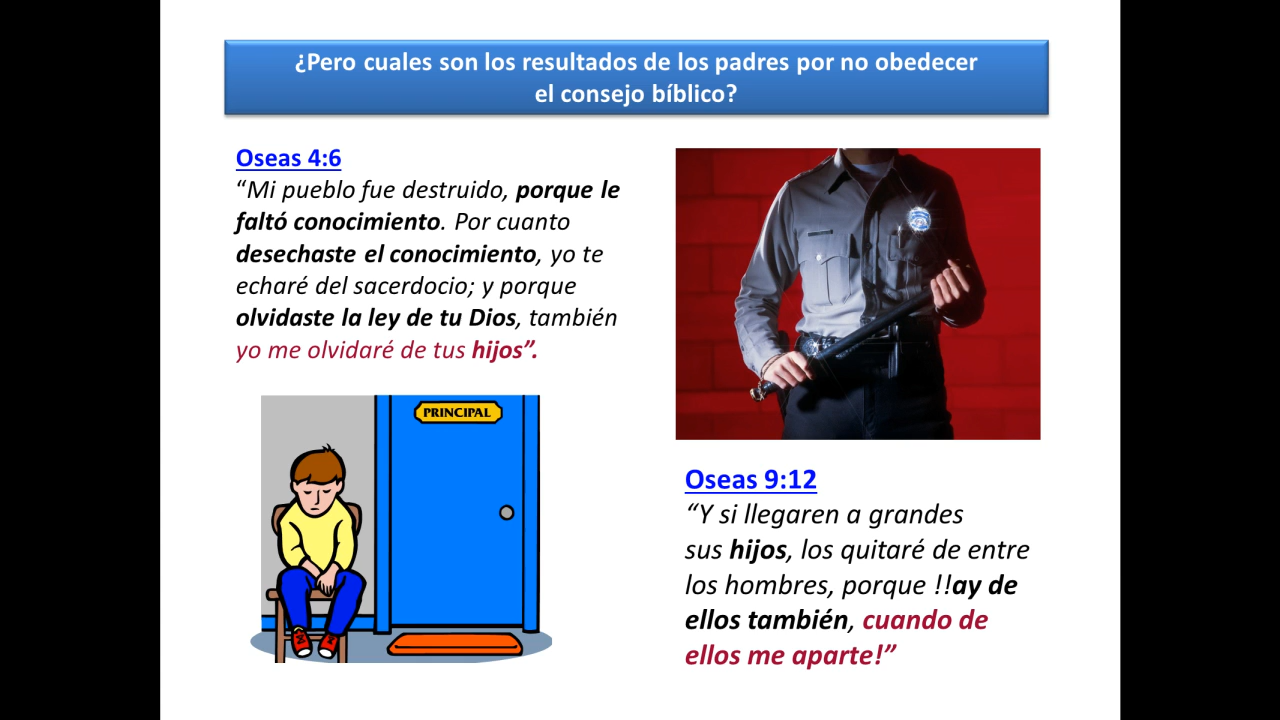 ¿Pero cuales son los resultados de los padres por no obedecer
el consejo bíblico?
Oseas 4:6
“Mi pueblo fue destruido, porque le
faltó conocimiento. Por cuanto
desechaste el conocimiento, yo te
echaré del sacerdocio; y porque
olvidaste la ley de tu Dios, también
yo me olvidaré de tus hijos”.
PRINCIPAL
Oseas 9:12
“Y si llegaren a grandes
sus hijos, los quitaré de entre
los hombres, porque !!ay de
ellos también, cuando de
ellos me aparte!”